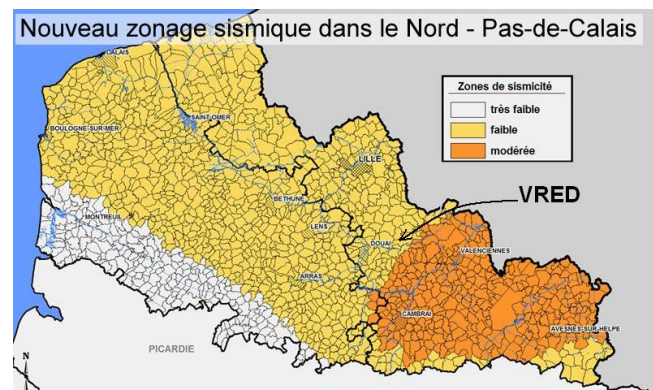 Nouveau zonage sismique dans le Nord - Pas-de-Calais
Zones de sismicité
très faible
faible
modérée
CALAIS
SAINT-OMER
BOULOGNE-SUR-MER
LILLE
VRED
BETHUNE
MONTREUIL
LENS
DOUAI
VALENCIENNES
ARRAS
CAMBRAI
AVESNES-SUR-HELPE
PICARDIE
N